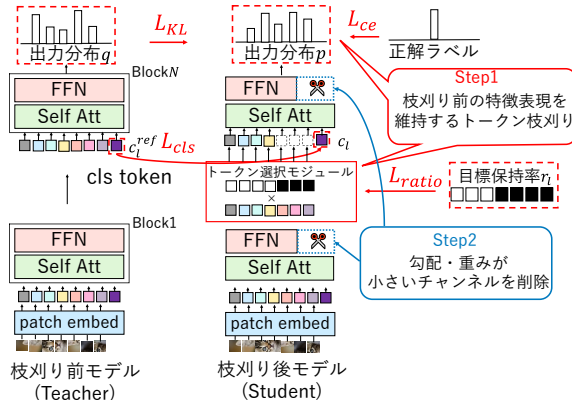 出力分布q
L_KL
出力分布p
L_ce
正解ラベル
BlockN
FFN
Self Att
FFN
Self Att
Step1
枝刈り前の特徴表現を
維持するトークン枝刈り
c_l^ref
L_cls
c_l
cls token
トークン選択モジュール
×
L_ratio
目標保持率r_l
Block1
FFN
Self Att
FFN
Self Att
Step2
勾配・重みが
小さいチャンネルを削除
patch embed
patch embed
枝刈り前モデル
(Teacher)
枝刈り後モデル
(Student)